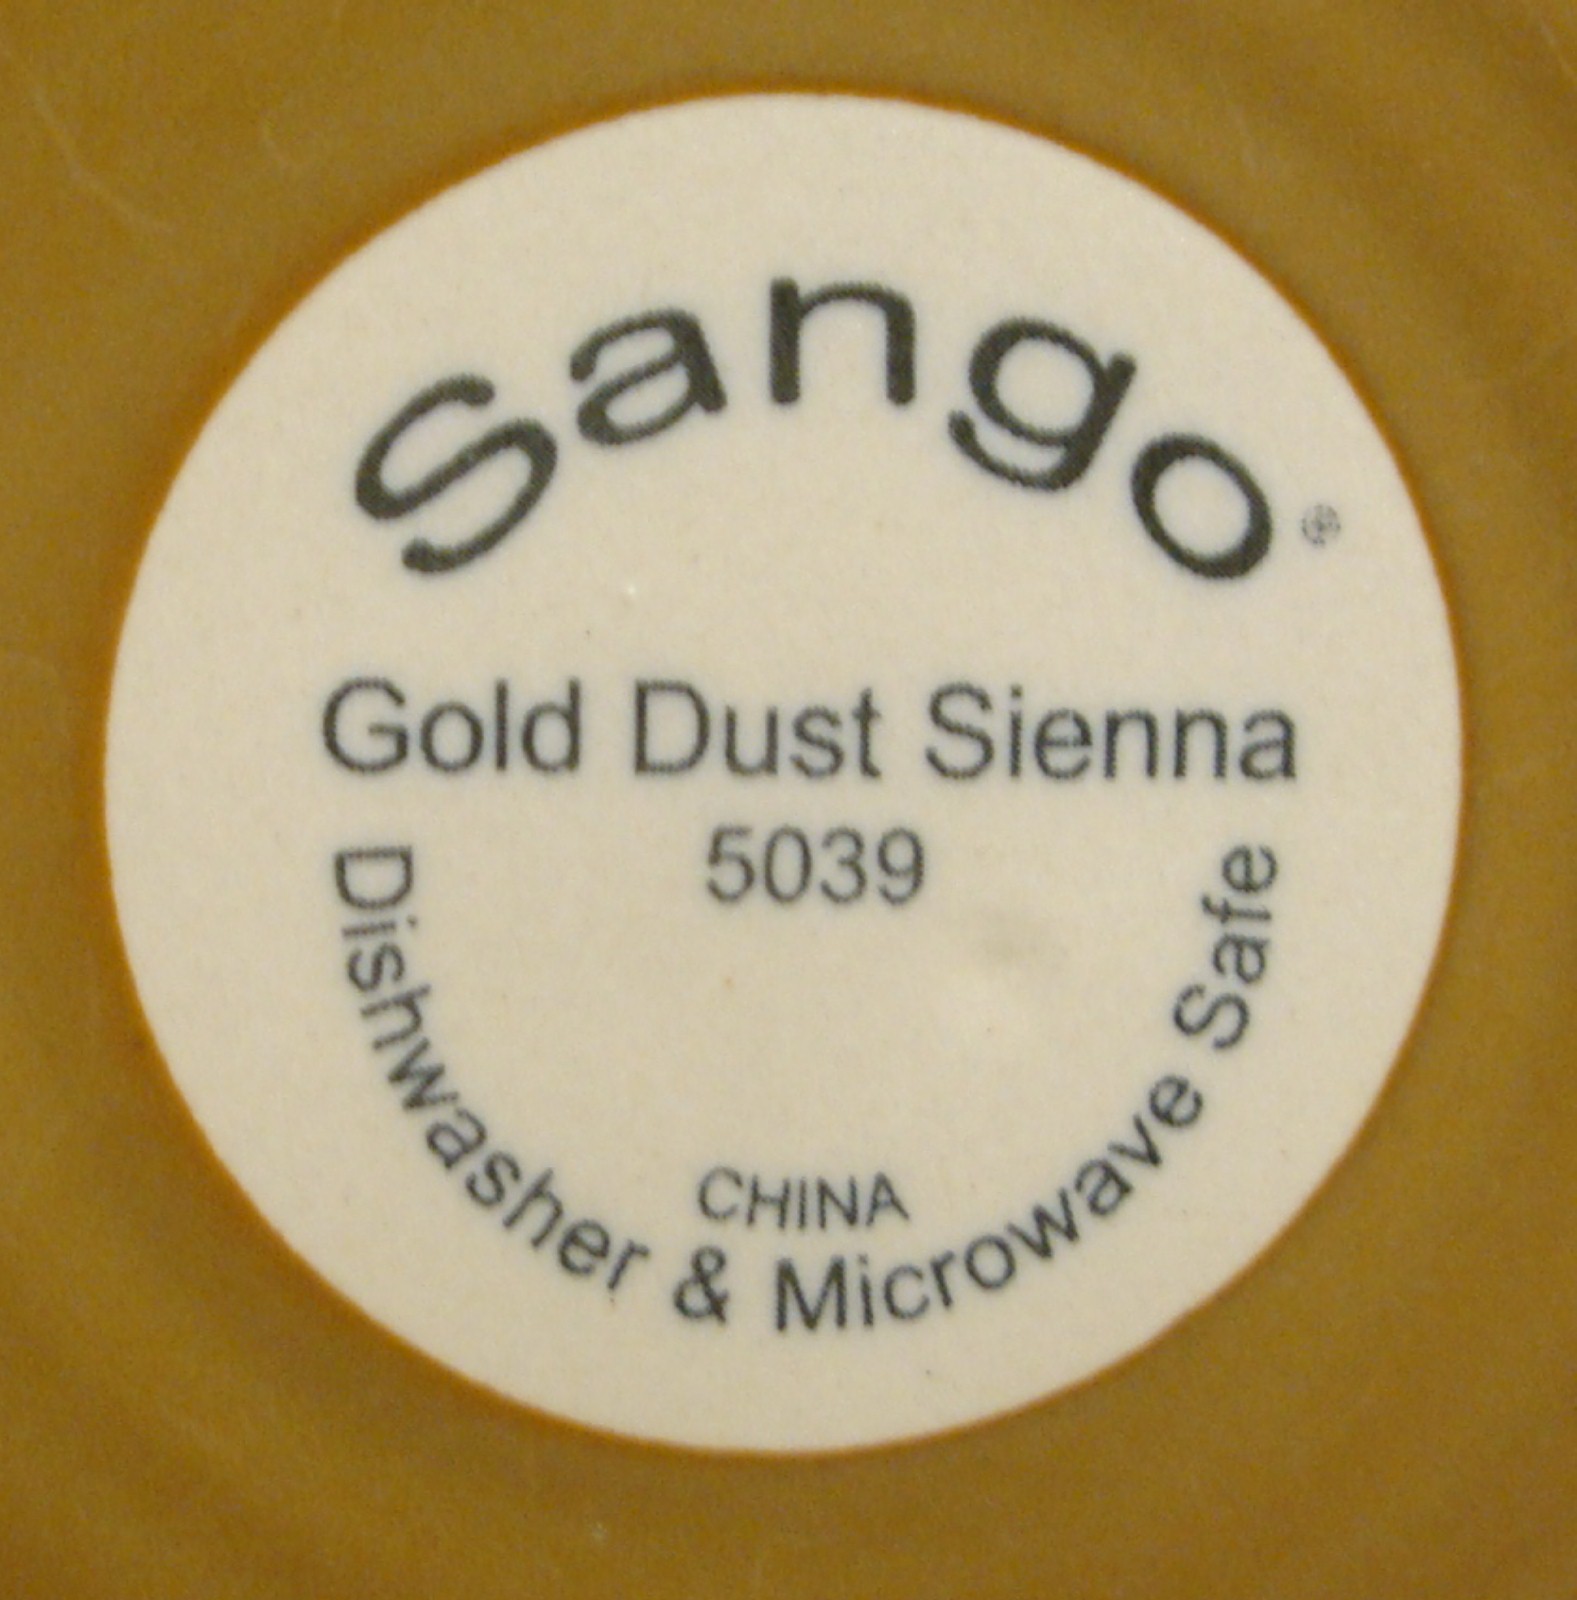 Sango®
Gold Dust Sienna
5039
CHINA
Dishwasher & Microwave Safe